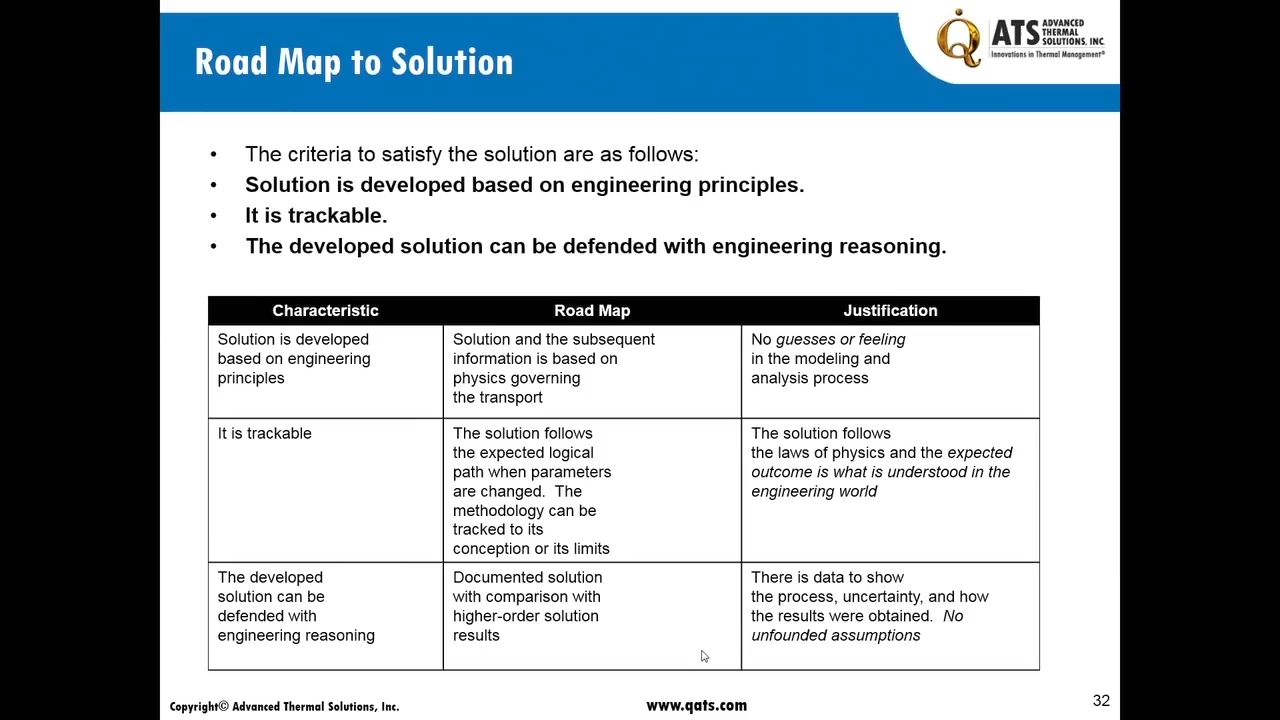 Road Map to Solution
ATS ADVANCED
THERMAL
SOLUTIONS, INC.
Innovations in Thermal Management®
• The criteria to satisfy the solution are as follows:
• Solution is developed based on engineering principles.
• It is trackable.
• The developed solution can be defended with engineering reasoning.
Characteristic Road Map Justification
Solution is developed
based on engineering
principles
Solution and the subsequent
information is based on
physics governing
the transport
No guesses or feeling
in the modeling and
analysis process
It is trackable
The solution follows
the expected logical
path when parameters
are changed.  The
methodology can be
tracked to its
conception or its limits
The solution follows
the laws of physics and the expected
outcome is what is understood in the
engineering world
The developed
solution can be
defended with
engineering reasoning
Documented solution
with comparison with
higher-order solution
results
There is data to show
the process, uncertainty, and how
the results were obtained.  No
unfounded assumptions
Copyright© Advanced Thermal Solutions, Inc.
www.qats.com
32